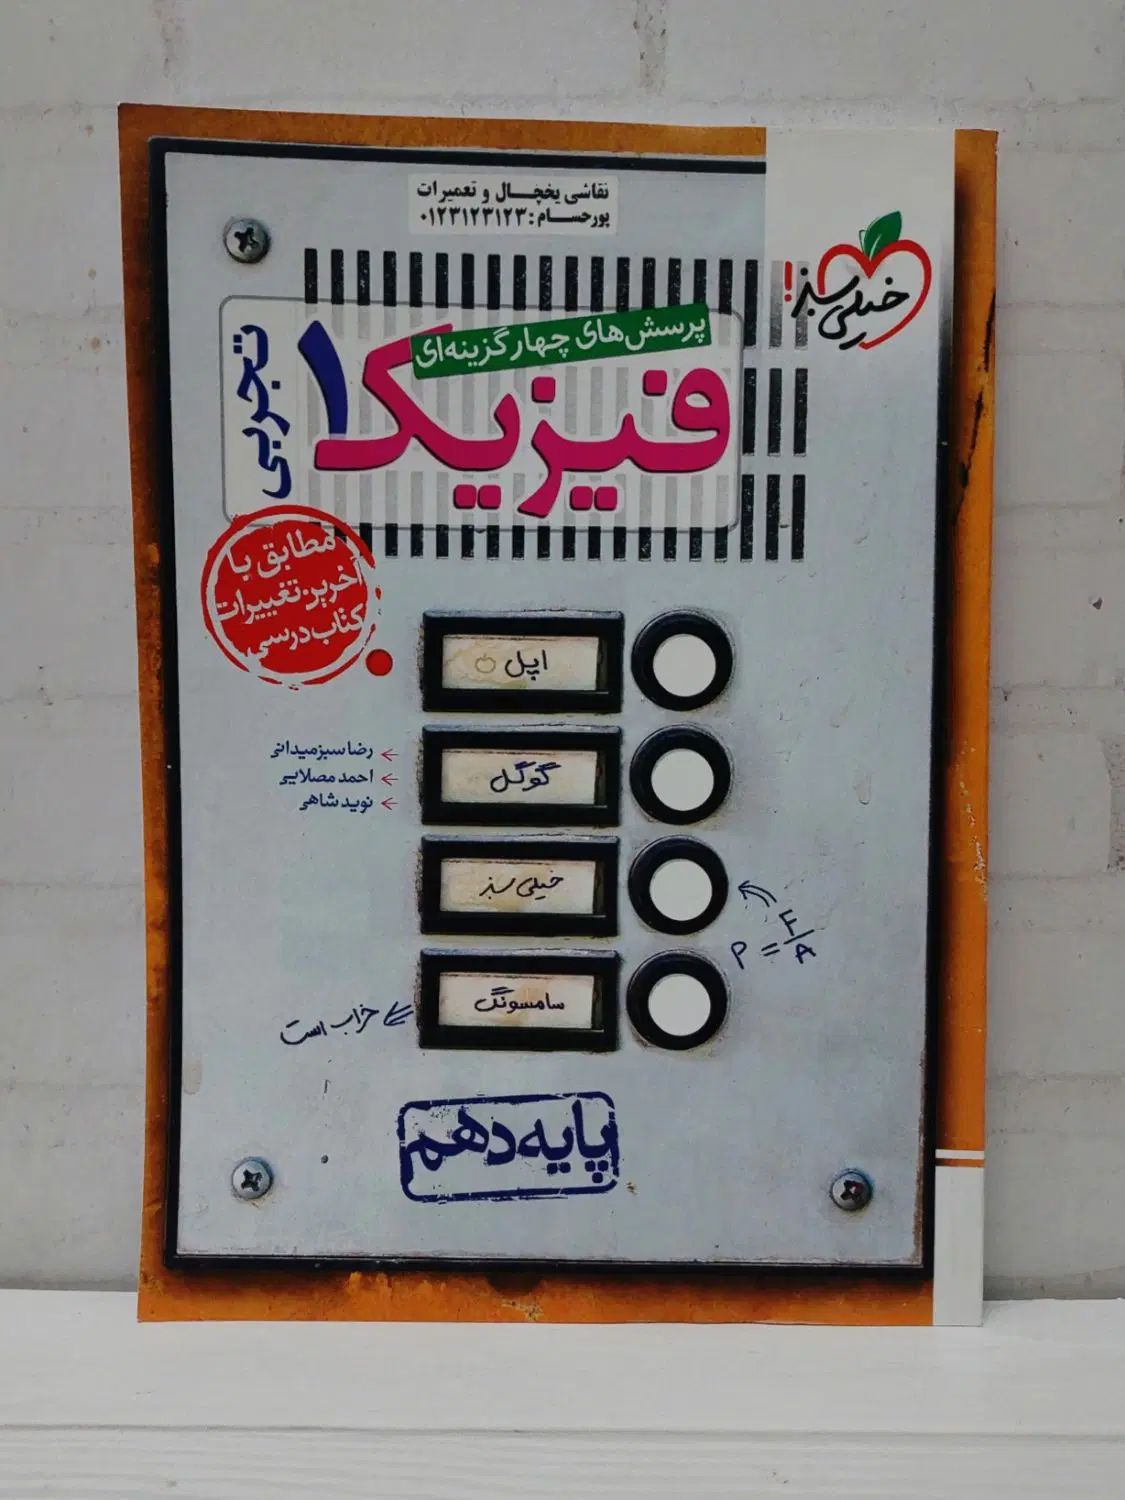 نقاشی یخچال و تعمیرات
پورحسام: ۰۱۲۳۱۲۳۱۲۳
خیلی سبز!
پرسش‌های چهارگزینه‌ای
فیزیک ۱
تجربی
مطابق با
آخرین تغییرات
کتاب درسی
اپل
رضا سبزمیدانی
احمد مصلایی
نوید شاهی
گوگل
خیلی سبز
P = F/A
سامسونگ
خراب است
پایه دهم